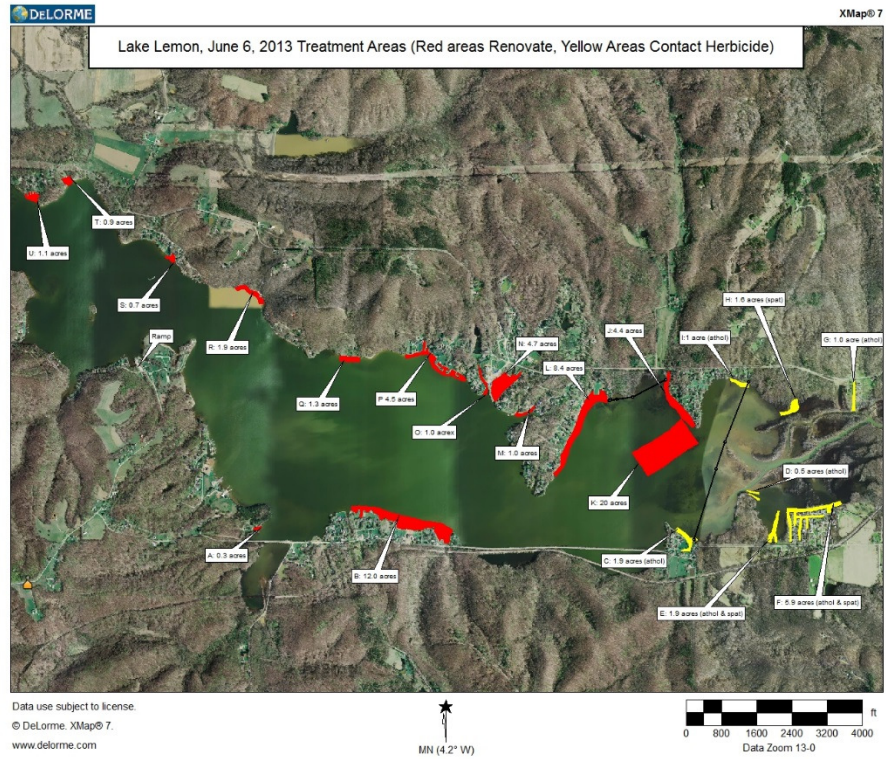 DELORME
XMap® 7
Lake Lemon, June 6, 2013 Treatment Areas (Red areas Renovate, Yellow Areas Contact Herbicide)
T: 0.9 acres
U: 1.1 acres
S: 0.7 acres
R: 1.9 acres
Ramp
Q: 1.3 acres
P 4.5 acres
N: 4.7 acres
O: 1.0 acres
M: 1.0 acres
L: 8.4 acres
J:4.4 acres
I:1 acre (athol)
H: 1.6 acres (spat)
G: 1.0 acre (athol)
K: 20 acres
D: 0.5 acres (athol)
A: 0.3 acres
B: 12.0 acres
C: 1.9 acres (athol)
E: 1.9 acres (athol & spat)
F: 5.9 acres (athol & spat)
Data use subject to license.
© DeLorme. XMap® 7.
www.delorme.com
MN (4.2° W)
ft
0 800 1600 2400 3200 4000
Data Zoom 13-0